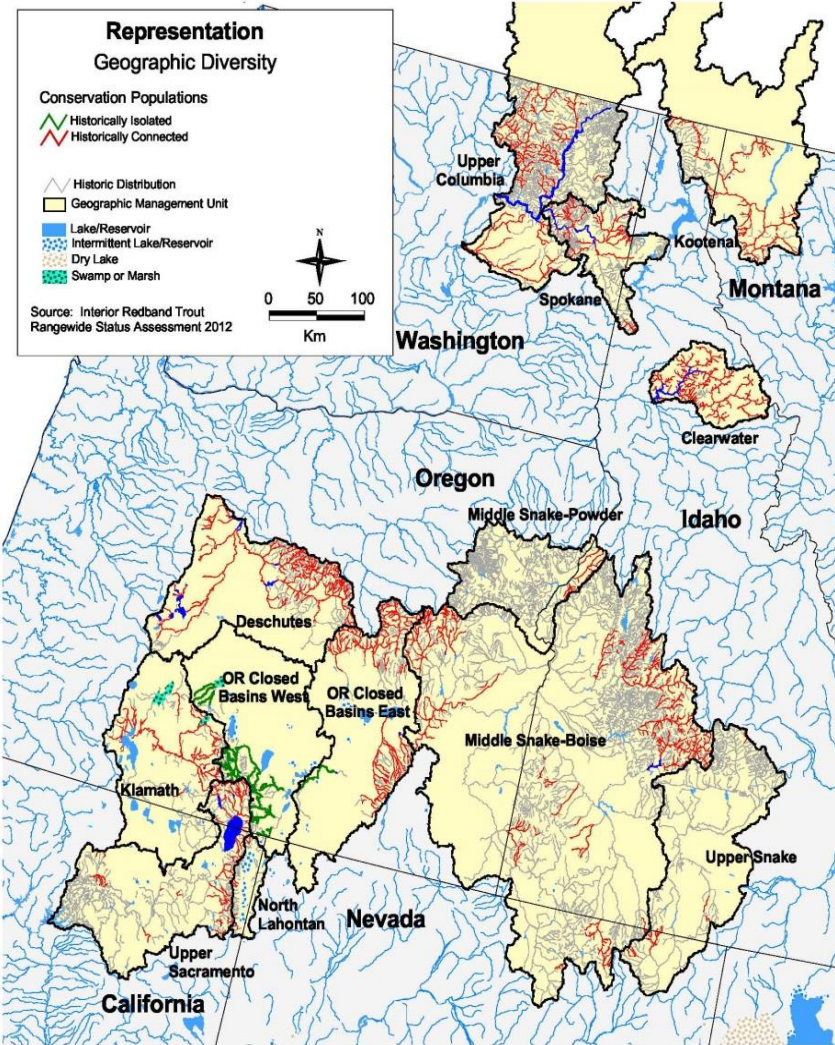 Representation
Geographic Diversity
Conservation Populations
Historically Isolated
Historically Connected
Historic Distribution
Geographic Management Unit
Lake/Reservoir
Intermittent Lake/Reservoir
Dry Lake
Swamp or Marsh
N
0 50 100
Km
Source: Interior Redband Trout
Rangewide Status Assessment 2012
Upper
Columbia
Kootenai
Spokane
Montana
Washington
Clearwater
Oregon
Middle Snake-Powder
Idaho
Deschutes
OR Closed
Basins West
OR Closed
Basins East
Middle Snake-Boise
Klamath
Upper Snake
North
Lahontan
Nevada
Upper
Sacramento
California